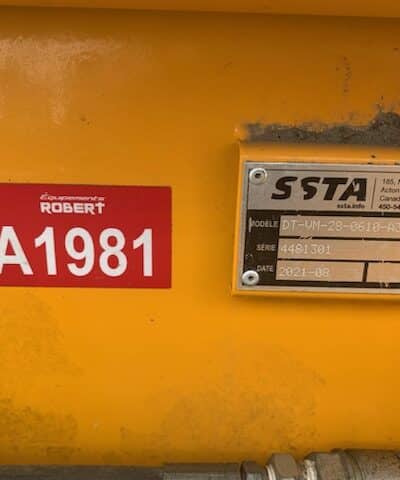 Équipements
ROBERT
A1981
SSTA
ssta.info
185,
Acton
Canada
450-54
MODÈLE DT-VM-28-0610-A3
SÉRIE 4481301
DATE 2021-08